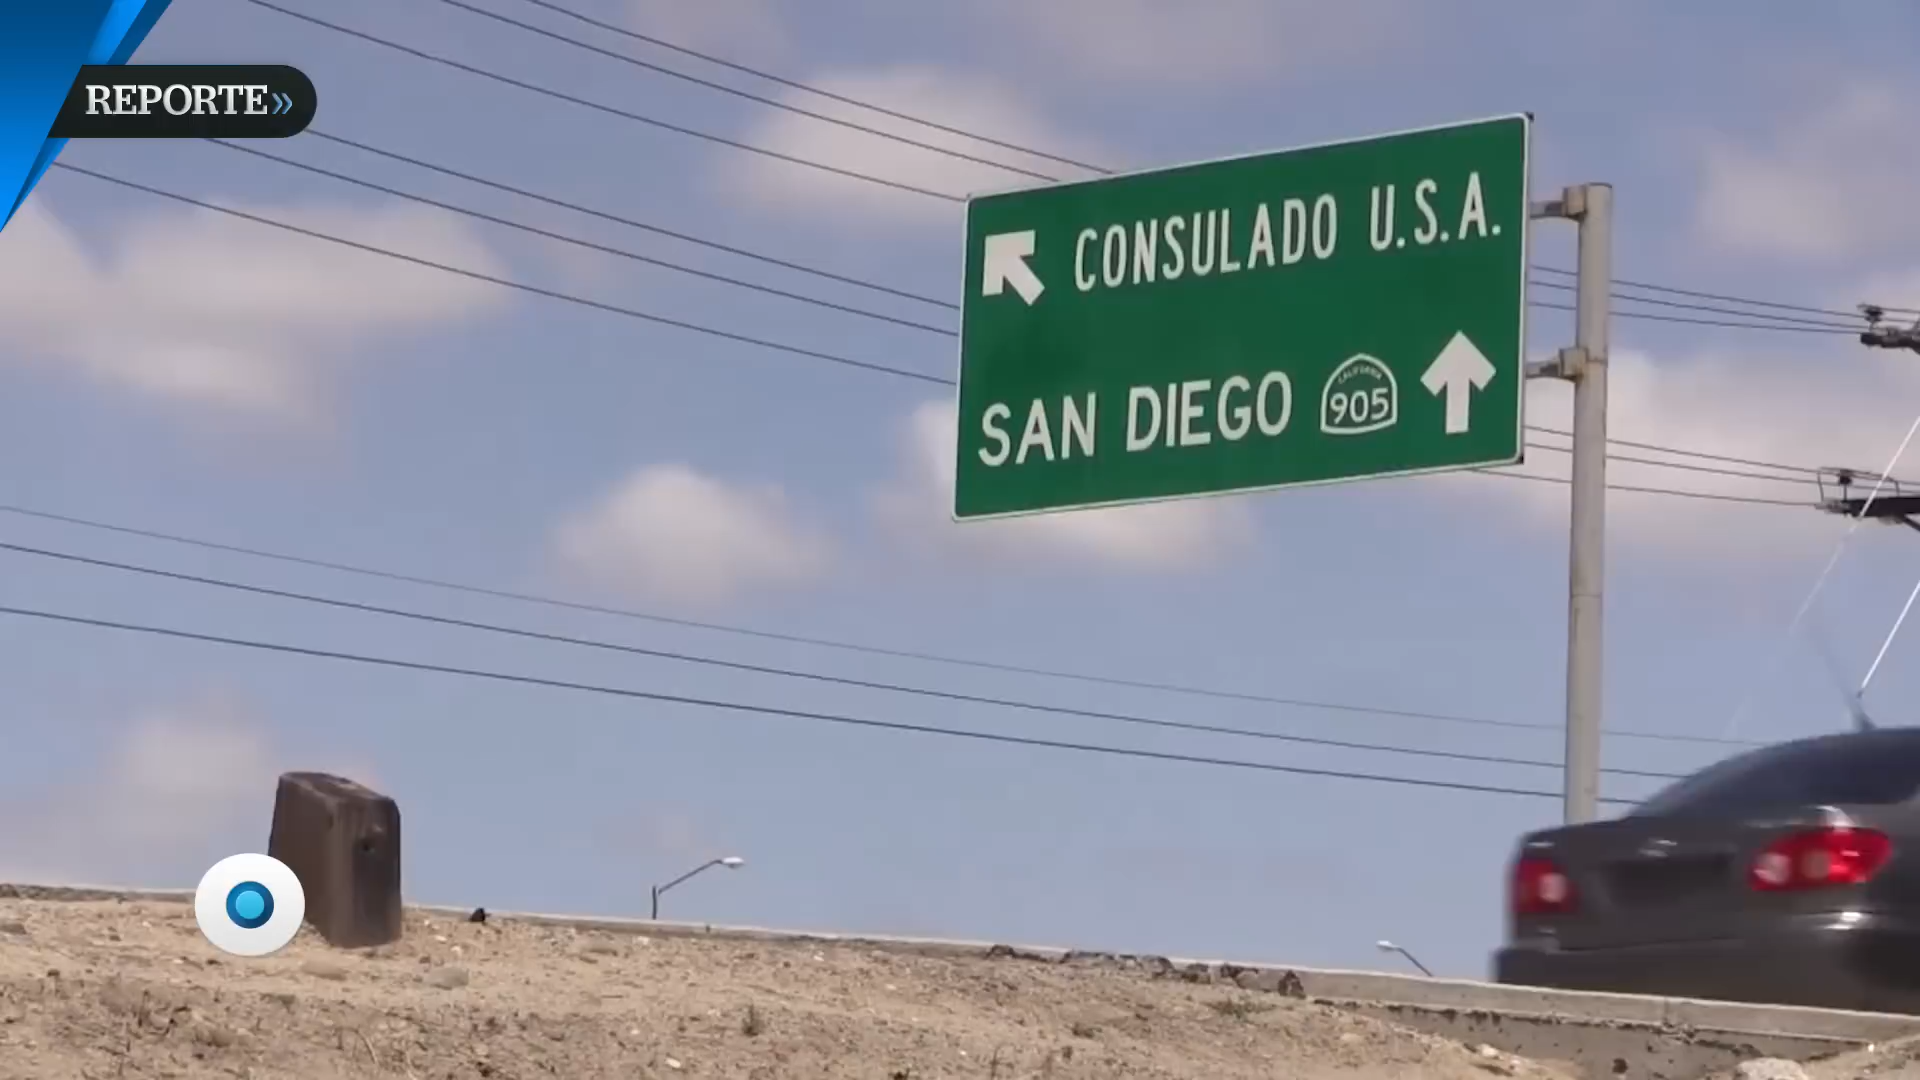 REPORTE»
CONSULADO U.S.A.
SAN DIEGO
CALIFORNIA
905